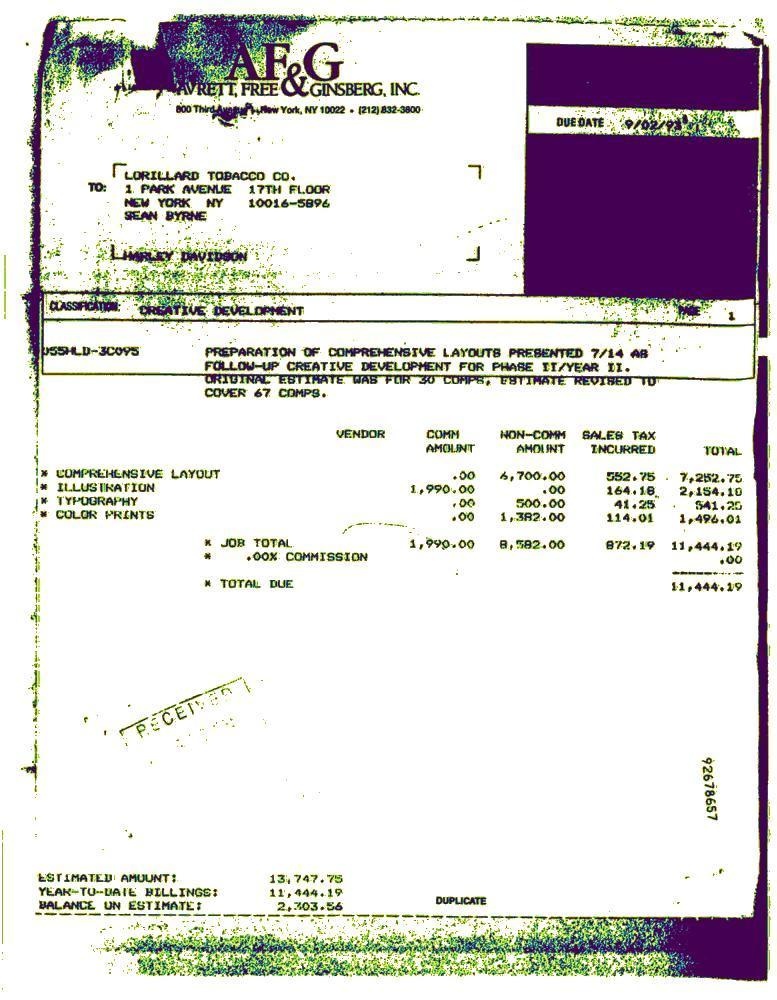 AF&G
AVRETT, FREE & GINSBERG, INC.
800 Third Avenue, New York, NY 10022 • (212) 832-3800
DUE DATE 9/02/93
LORILLARD TOBACCO CO.
TO: 1 PARK AVENUE 17TH FLOOR
NEW YORK NY 10016-5896
SEAN BYRNE
HARLEY DAVIDSON
CLASSIFICATION: CREATIVE DEVELOPMENT PAGE 1
055HLD-3C095 PREPARATION OF COMPREHENSIVE LAYOUTS PRESENTED 7/14 AS
FOLLOW-UP CREATIVE DEVELOPMENT FOR PHASE II/YEAR II.
ORIGINAL ESTIMATE WAS FOR 30 COMPS, ESTIMATE REVISED TO
COVER 67 COMPS.
VENDOR COMM NON-COMM SALES TAX
AMOUNT AMOUNT INCURRED TOTAL
* COMPREHENSIVE LAYOUT .00 6,700.00 552.75 7,252.75
* ILLUSTRATION 1,990.00 .00 164.18 2,154.18
* TYPOGRAPHY .00 500.00 41.25 541.25
* COLOR PRINTS .00 1,382.00 114.01 1,496.01
* JOB TOTAL 1,990.00 8,582.00 872.19 11,444.19
* .00% COMMISSION .00
* TOTAL DUE 11,444.19
RECEIVED
92678657
ESTIMATED AMOUNT: 13,747.75
YEAR-TO-DATE BILLINGS: 11,444.19
BALANCE ON ESTIMATE: 2,303.56
DUPLICATE